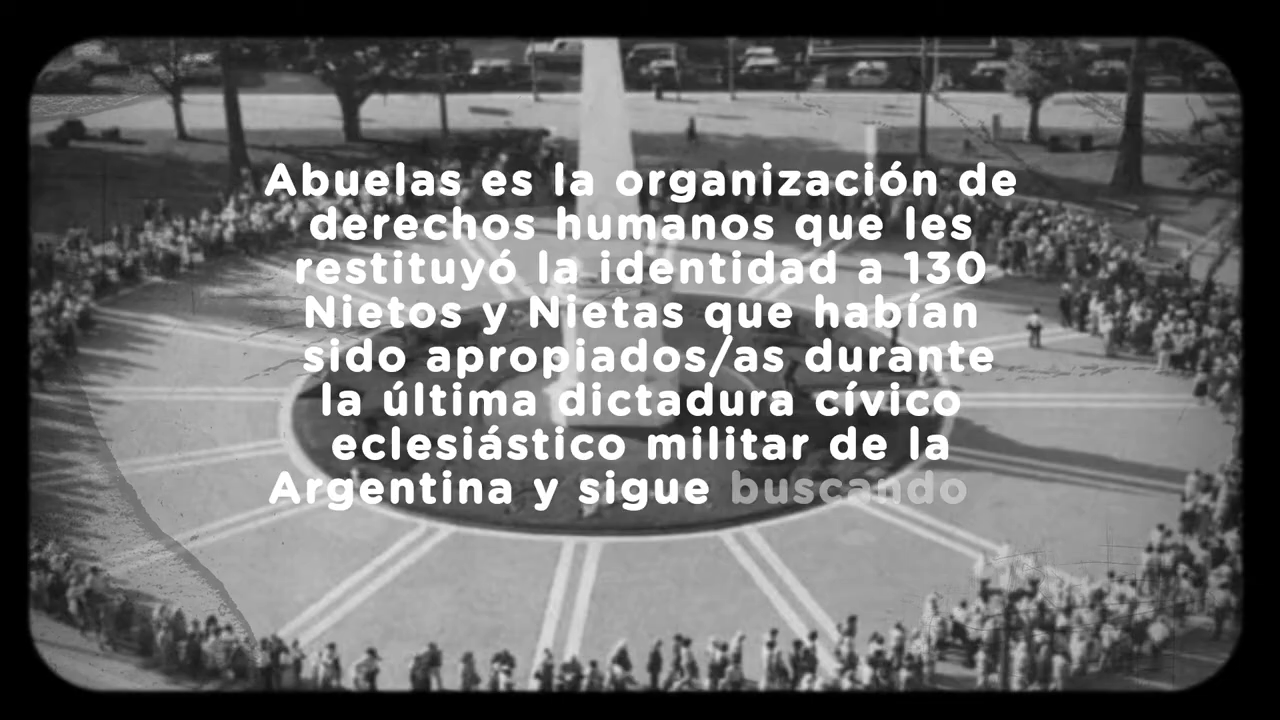 Abuelas es la organización de
derechos humanos que les
restituyó la identidad a 130
Nietos y Nietas que habían
sido apropiados/as durante
la última dictadura cívico
eclesiástico militar de la
Argentina y sigue buscando